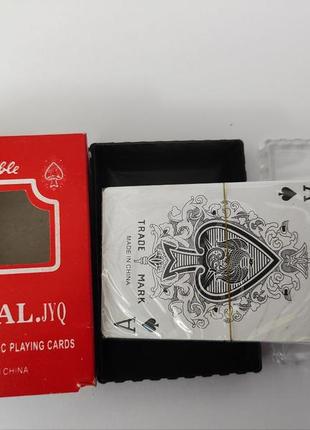 ble
AL.JYQ
C PLAYING CARDS
CHINA
TRADE MARK
MADE IN CHINA
A
A